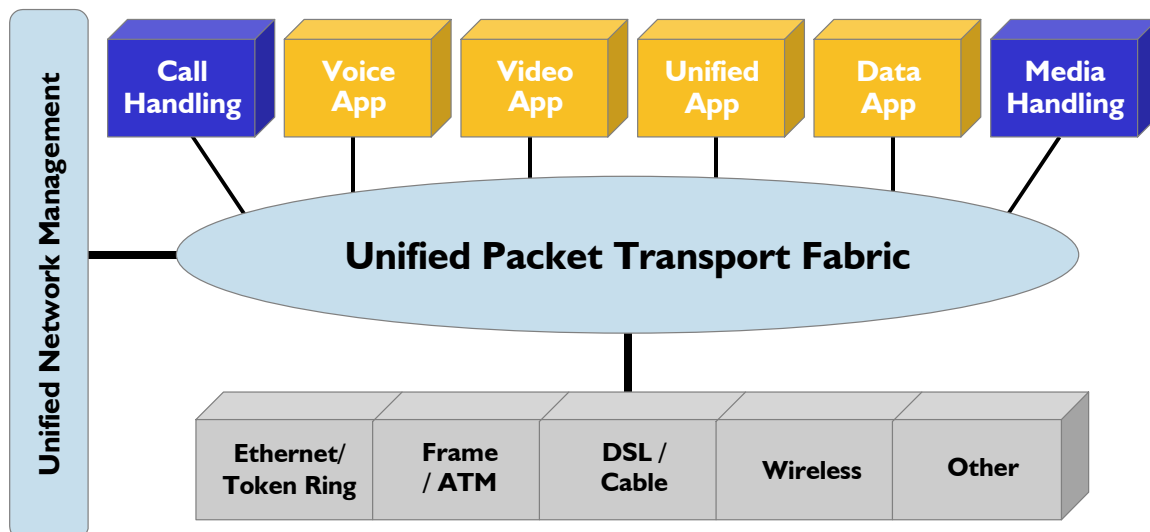 Unified Network Management
Call
Handling
Voice
App
Video
App
Unified
App
Data
App
Media
Handling
Unified Packet Transport Fabric
Ethernet/
Token Ring
Frame
/ ATM
DSL /
Cable
Wireless
Other